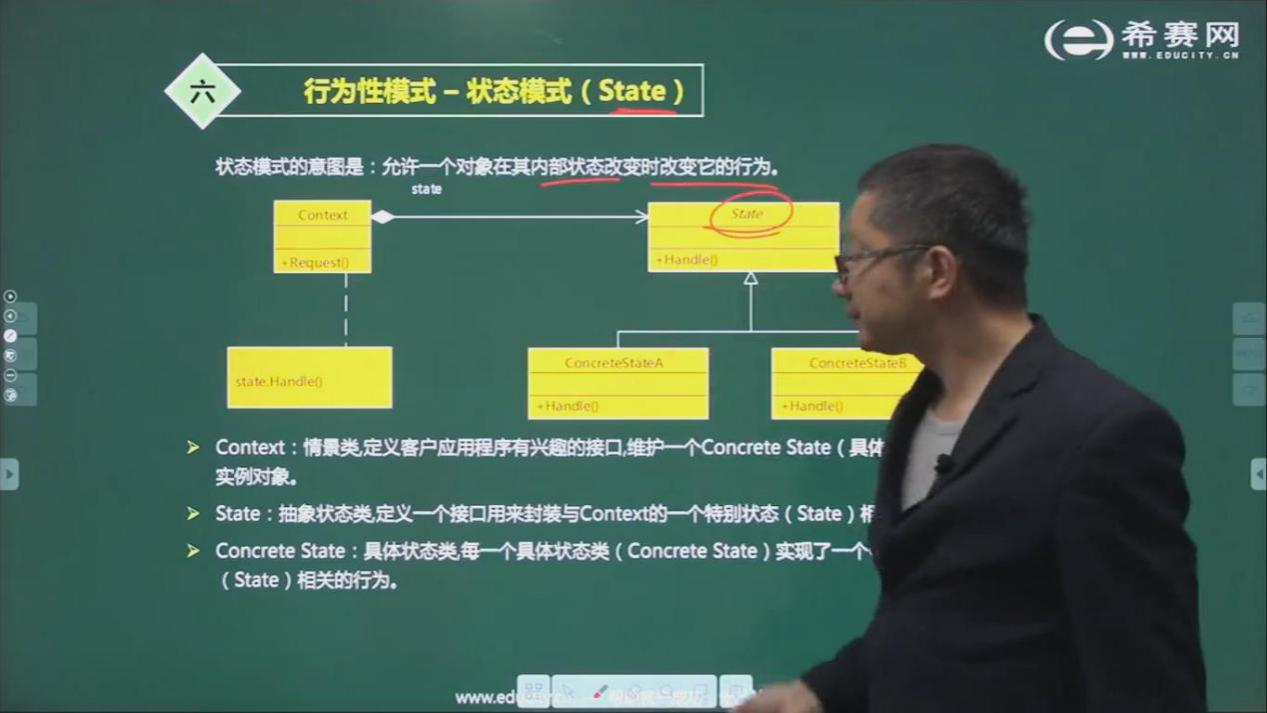 希赛网
WWW.EDUCITY.CN
六
行为性模式 – 状态模式（State）
状态模式的意图是：允许一个对象在其内部状态改变时改变它的行为。
state
Context
State
+Request()
+Handle()
state.Handle()
ConcreteStateA
ConcreteStateB
+Handle()
+Handle()
Context：情景类,定义客户应用程序有兴趣的接口,维护一个Concrete State（具体
实例对象。
State：抽象状态类,定义一个接口用来封装与Context的一个特别状态（State）相
Concrete State：具体状态类,每一个具体状态类（Concrete State）实现了一个
（State）相关的行为。